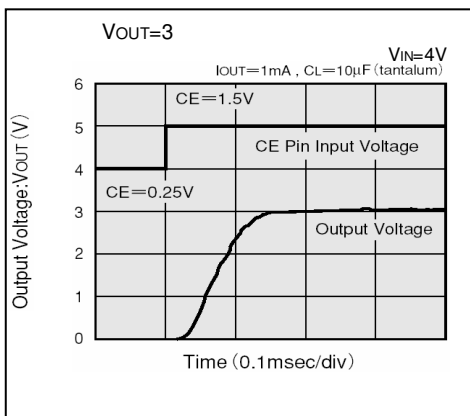 VOUT=3
VIN=4V
IOUT=1mA , CL=10μF(tantalum)
Output Voltage:VOUT(V)
6
5
4
3
2
1
0
CE=1.5V
CE Pin Input Voltage
CE=0.25V
Output Voltage
Time (0.1msec/div)